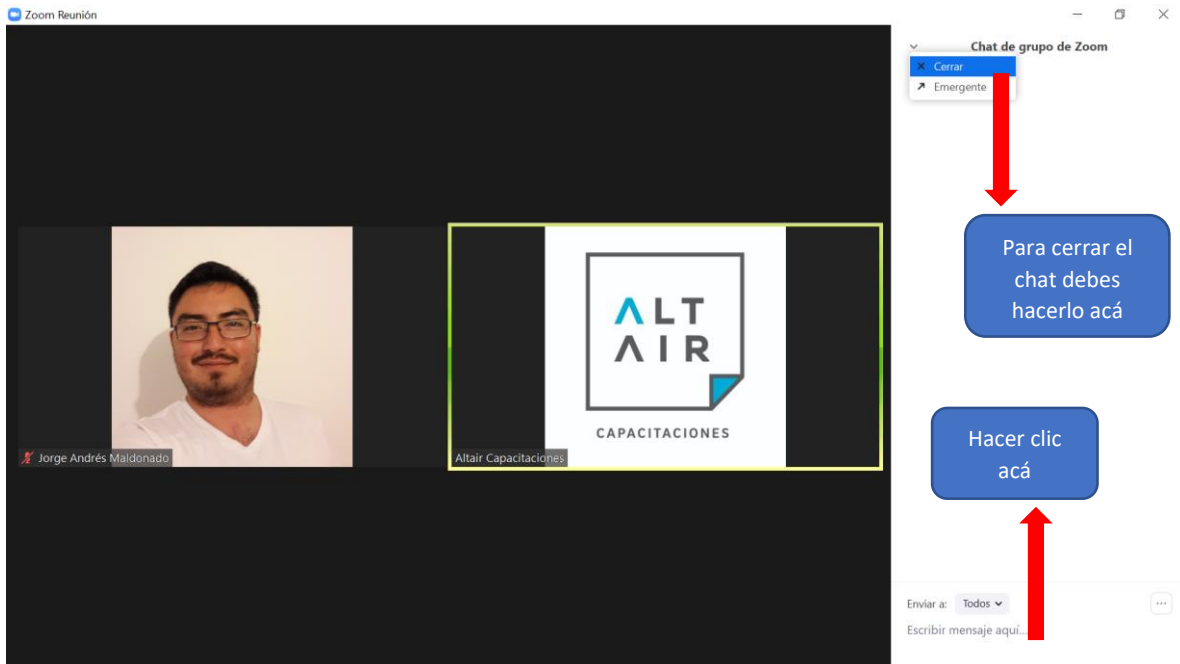 Zoom Reunión
Chat de grupo de Zoom
Cerrar
Emergente
Para cerrar el
chat debes
hacerlo acá
ALT
AIR
CAPACITACIONES
Jorge Andrés Maldonado
Altair Capacitaciones
Hacer clic
acá
Enviar a: Todos
Escribir mensaje aquí...